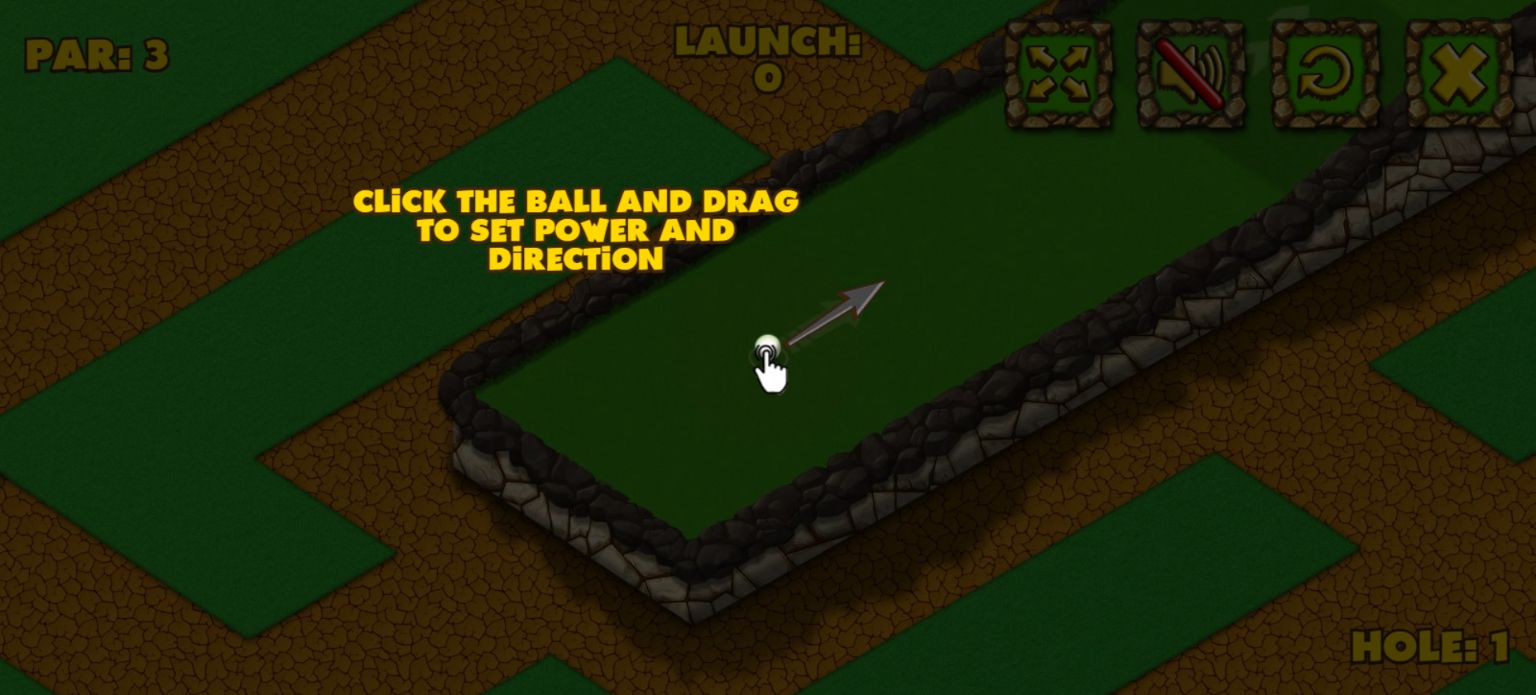 PAR: 3
LAUNCH:
0
CLiCK THE BALL AND DRAG
TO SET POWER AND
DiRECTiON
HOLE: 1